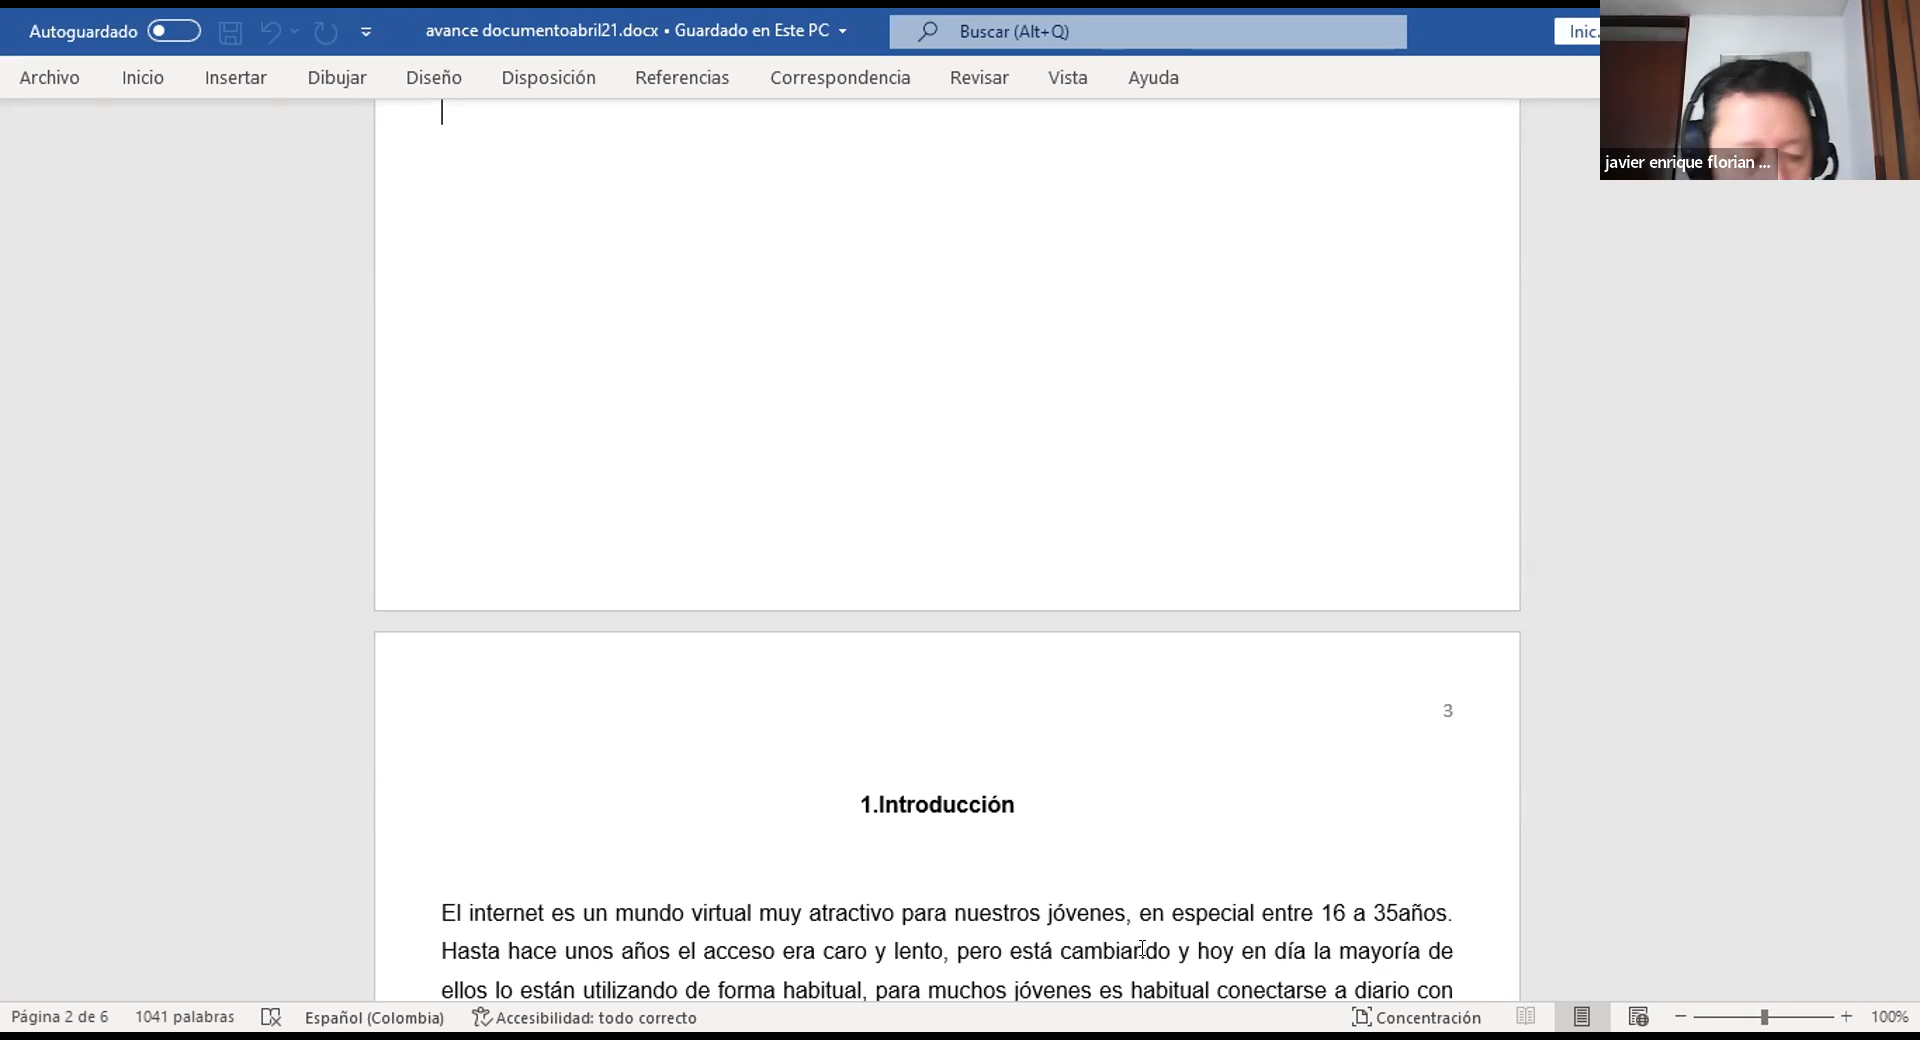 Autoguardado
avance documentoabril21.docx • Guardado en Este PC
Buscar (Alt+Q)
Inic.
Archivo Inicio Insertar Dibujar Diseño Disposición Referencias Correspondencia Revisar Vista Ayuda
javier enrique florian ...
3
1.Introducción
El internet es un mundo virtual muy atractivo para nuestros jóvenes, en especial entre 16 a 35años.
Hasta hace unos años el acceso era caro y lento, pero está cambiando y hoy en día la mayoría de
ellos lo están utilizando de forma habitual, para muchos jóvenes es habitual conectarse a diario con
Página 2 de 6 1041 palabras Español (Colombia) Accesibilidad: todo correcto Concentración 100%